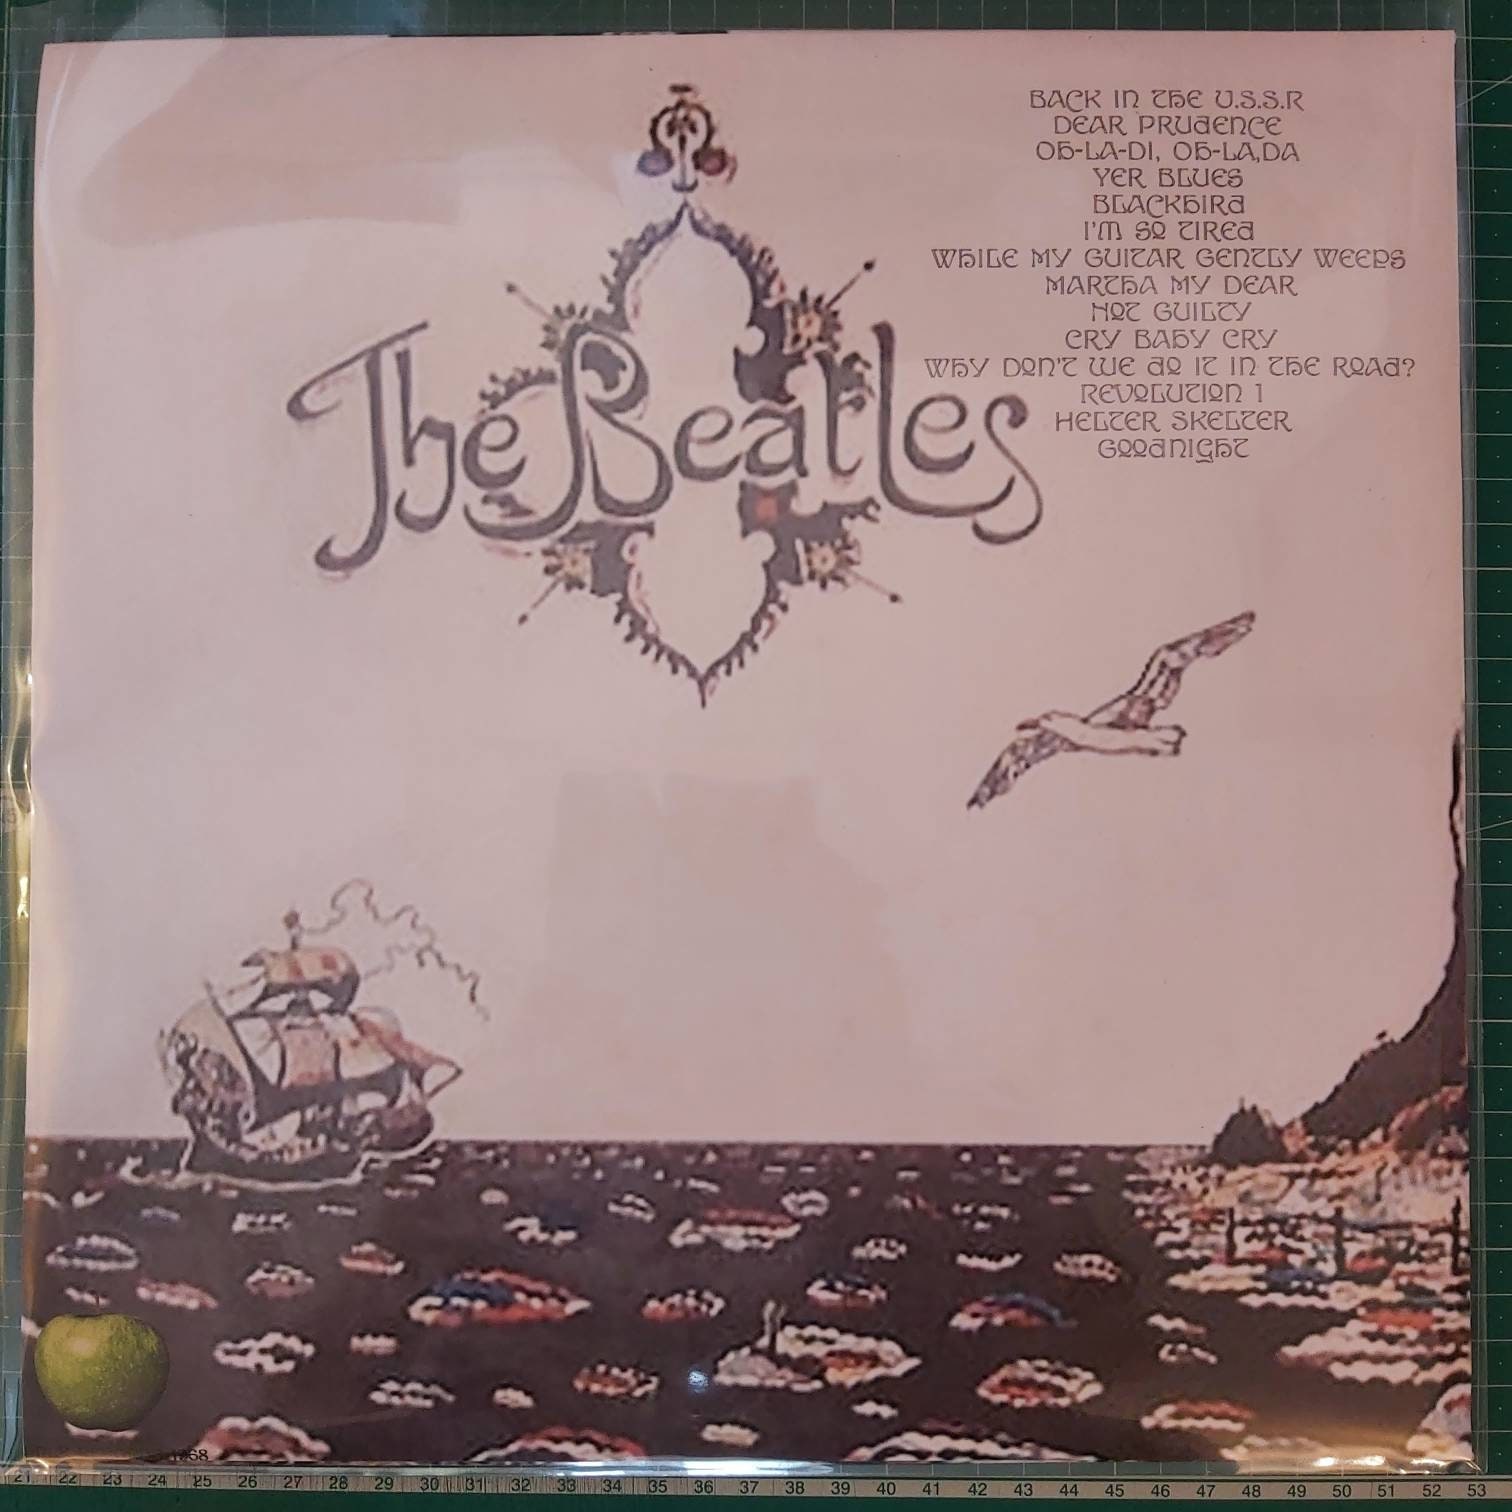 BACK IN THE U.S.S.R
DEAR PRUDENCE
OH-LA-DI, OH-LA,DA
YER BLUES
BLACKBIRD
I'M SO TIRED
WHILE MY GUITAR GENTLY WEEPS
MARTHA MY DEAR
NOT GUILTY
CRY BABY CRY
WHY DON'T WE DO IT IN THE ROAD?
REVOLUTION 1
HELTER SKELTER
GOODNIGHT
The Beatles
21 22 23 24 25 26 27 28 29 30 31 32 33 34 35 36 37 38 39 40 41 42 43 44 45 46 47 48 49 50 51 52 53